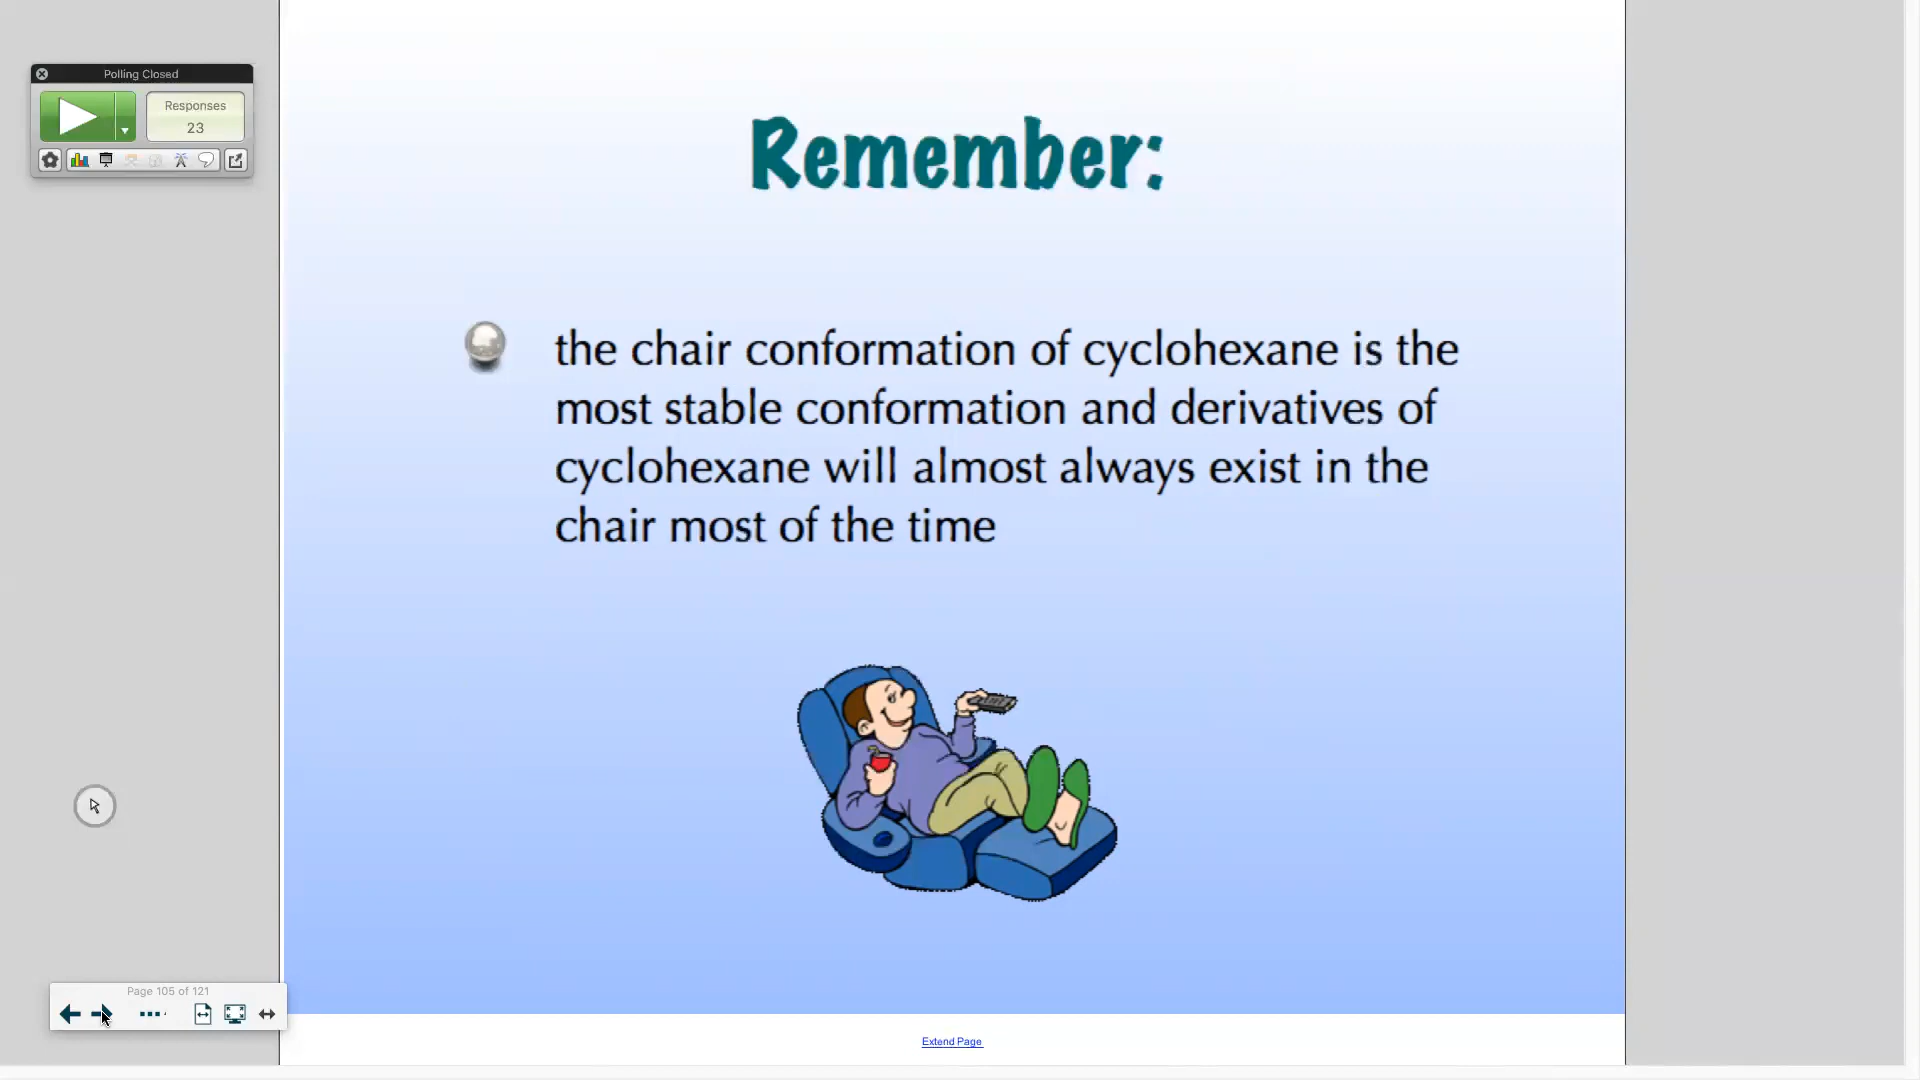 Polling Closed
Responses
23
Remember:
the chair conformation of cyclohexane is the
most stable conformation and derivatives of
cyclohexane will almost always exist in the
chair most of the time
Page 105 of 121
Extend Page